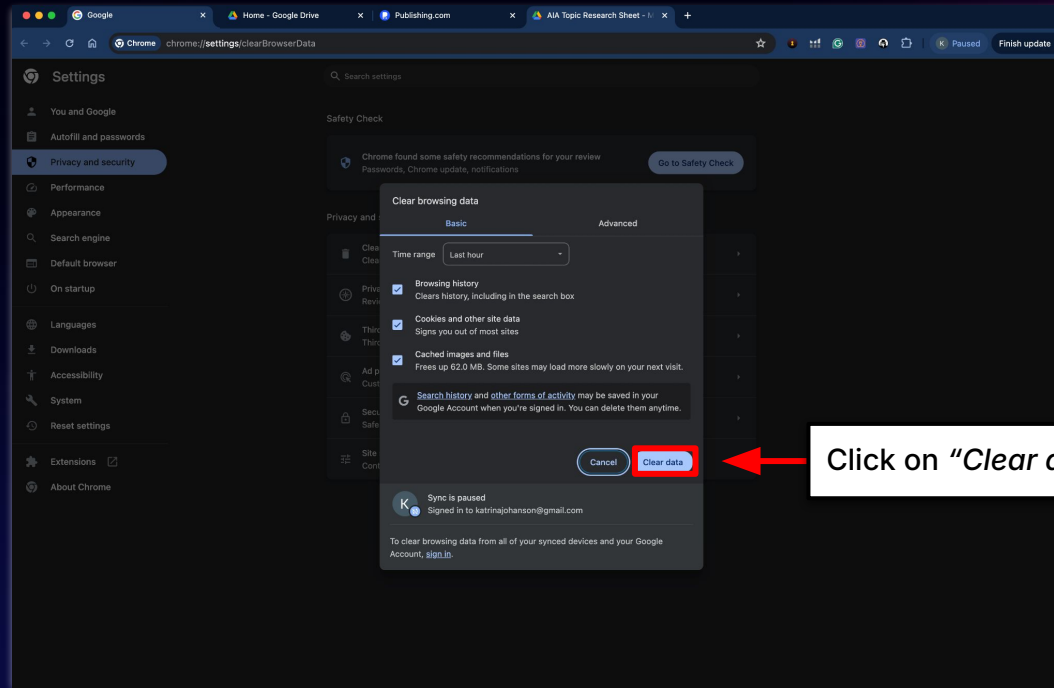 Google
Home - Google Drive
Publishing.com
AIA Topic Research Sheet -
Chrome
chrome://settings/clearBrowserData
K Paused
Finish update
Settings
Search settings
You and Google
Autofill and passwords
Privacy and security
Performance
Appearance
Search engine
Default browser
On startup
Languages
Downloads
Accessibility
System
Reset settings
Extensions
About Chrome
Safety Check
Chrome found some safety recommendations for your review
Passwords, Chrome update, notifications
Go to Safety Check
Privacy and
Clear browsing data
Basic
Advanced
Time range
Last hour
Browsing history
Clears history, including in the search box
Cookies and other site data
Signs you out of most sites
Cached images and files
Frees up 62.0 MB. Some sites may load more slowly on your next visit.
G
Search history and other forms of activity may be saved in your
Google Account when you're signed in. You can delete them anytime.
Cancel
Clear data
K
Sync is paused
Signed in to katrinajohanson@gmail.com
To clear browsing data from all of your synced devices and your Google
Account, sign in.
Click on "Clear